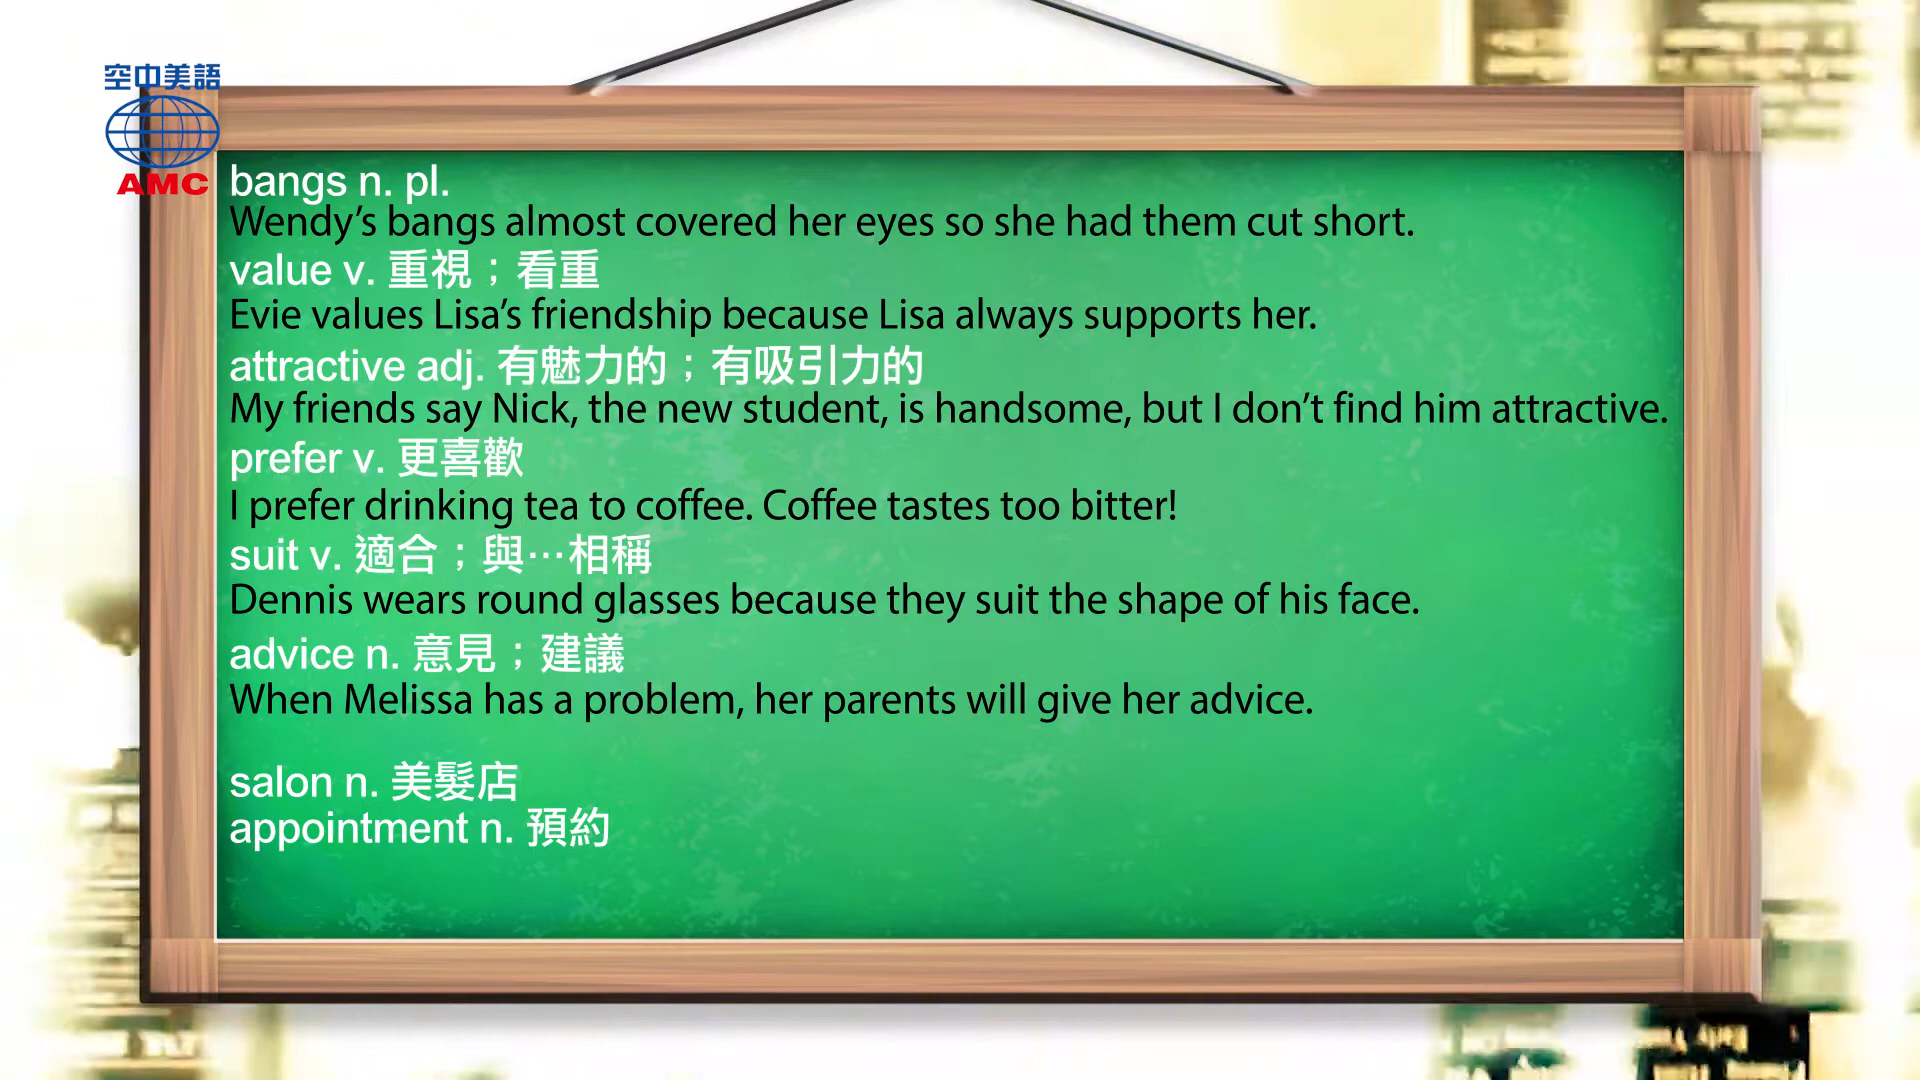 空中美語
AMC
bangs n. pl.
Wendy’s bangs almost covered her eyes so she had them cut short.
value v. 重視；看重
Evie values Lisa’s friendship because Lisa always supports her.
attractive adj. 有魅力的；有吸引力的
My friends say Nick, the new student, is handsome, but I don’t find him attractive.
prefer v. 更喜歡
I prefer drinking tea to coffee. Coffee tastes too bitter!
suit v. 適合；與…相稱
Dennis wears round glasses because they suit the shape of his face.
advice n. 意見；建議
When Melissa has a problem, her parents will give her advice.
salon n. 美髮店
appointment n. 預約